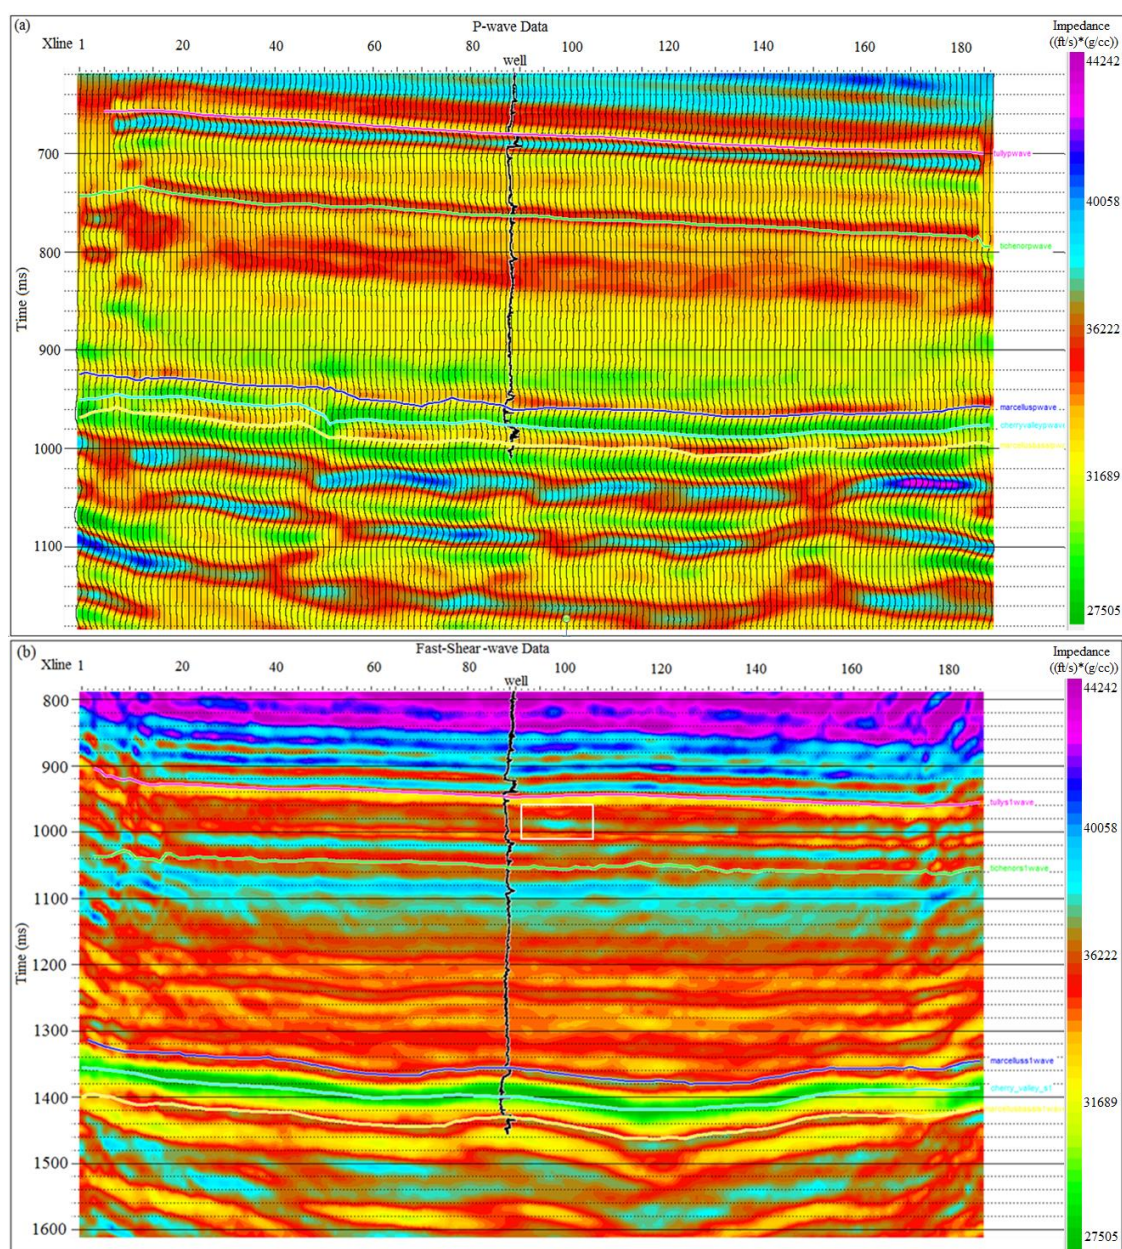 (a)
P-wave Data
Impedance
Xline 1 20 40 60 80 100 120 140 160 180
((ft/s)*(g/cc))
well
44242
700
tullypwave
40058
800
tichenorpwave
Time (ms)
36222
900
marcelluspwave
cherryvalleypwave
1000
31689
1100
27505
(b)
Fast-Shear-wave Data
Impedance
Xline 1 20 40 60 80 100 120 140 160 180
((ft/s)*(g/cc))
well
44242
800
900
tullys1wave
40058
1000
tichenors1wave
1100
Time (ms)
36222
1200
1300
marcelluss1wave
cherry_valley_s1
1400
31689
1500
1600
27505